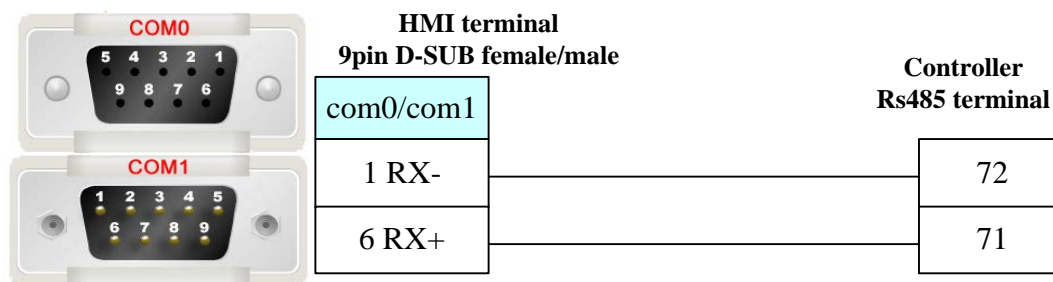 COM0
5 4 3 2 1
9 8 7 6
COM1
1 2 3 4 5
6 7 8 9
HMI terminal
9pin D-SUB female/male
com0/com1
1 RX-
6 RX+
Controller
Rs485 terminal
72
71